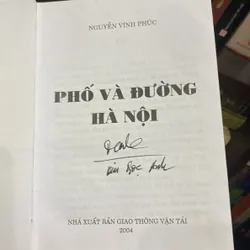 NGUYỄN VINH PHÚC
PHỐ VÀ ĐƯỜNG
HÀ NỘI
NHÀ XUẤT BẢN GIAO THÔNG VẬN TẢI
2004